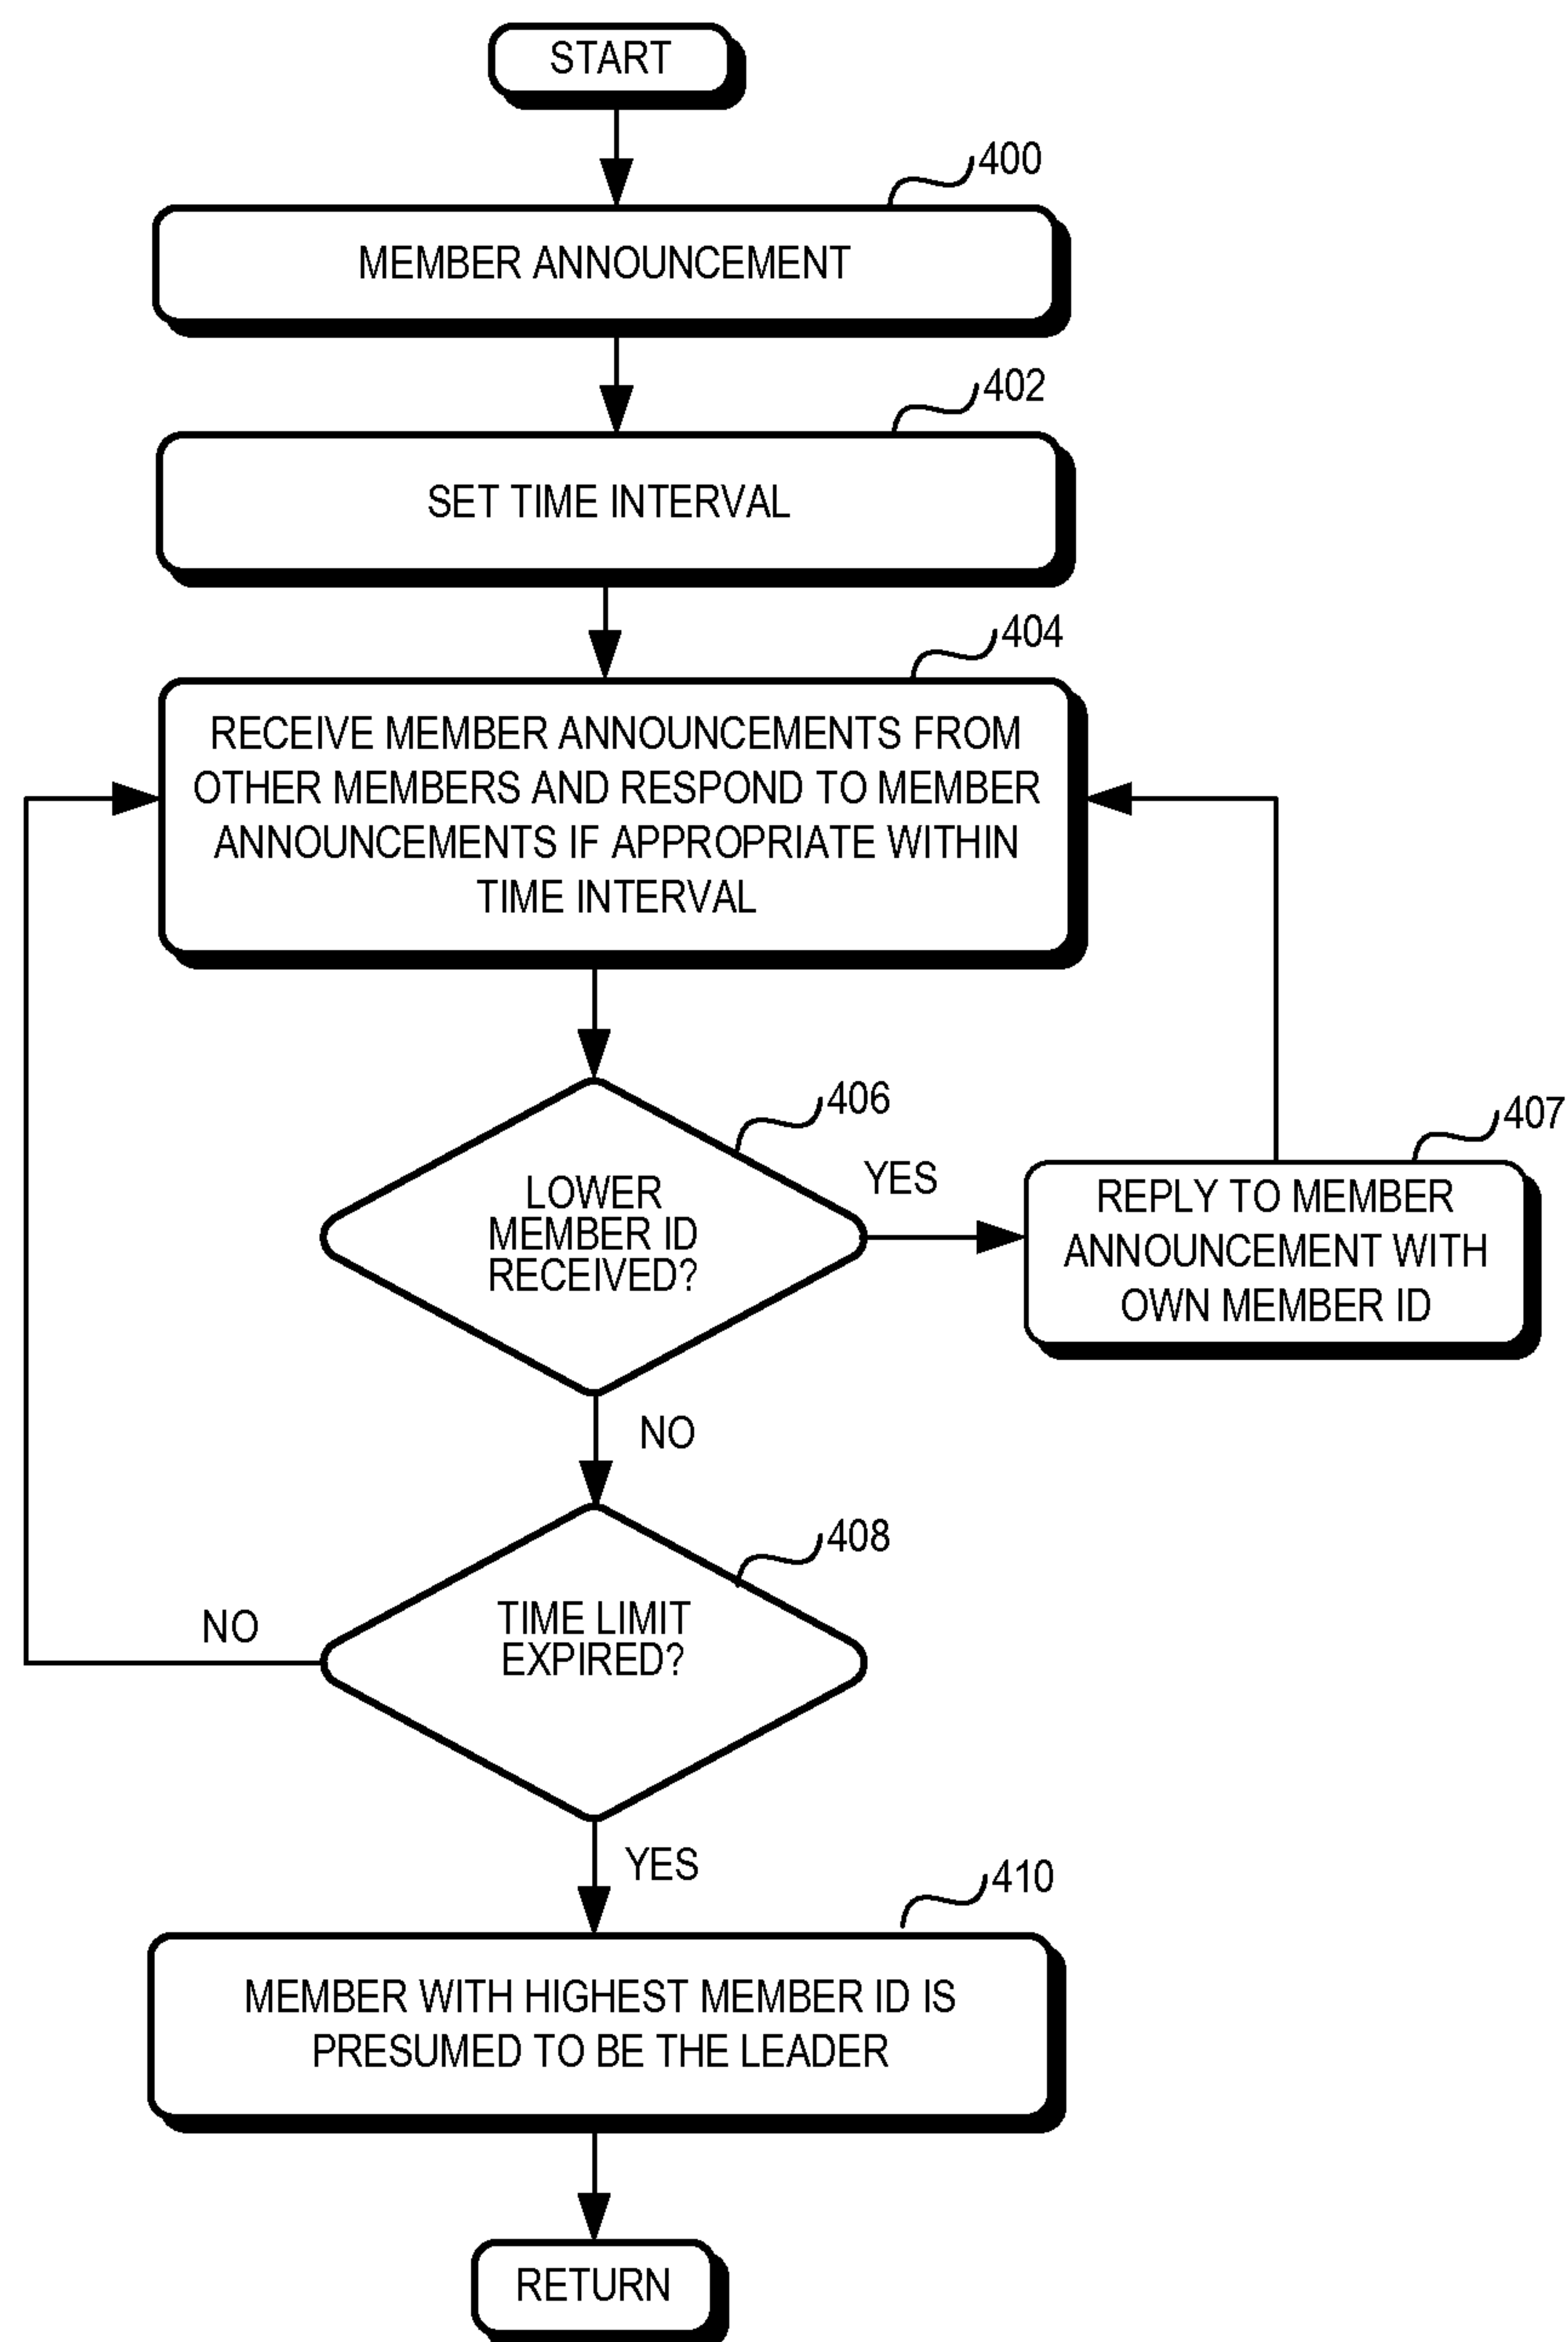 START
400
MEMBER ANNOUNCEMENT
402
SET TIME INTERVAL
404
RECEIVE MEMBER ANNOUNCEMENTS FROM
OTHER MEMBERS AND RESPOND TO MEMBER
ANNOUNCEMENTS IF APPROPRIATE WITHIN
TIME INTERVAL
406
LOWER
MEMBER ID
RECEIVED?
YES
407
REPLY TO MEMBER
ANNOUNCEMENT WITH
OWN MEMBER ID
NO
408
TIME LIMIT
EXPIRED?
NO
YES
410
MEMBER WITH HIGHEST MEMBER ID IS
PRESUMED TO BE THE LEADER
RETURN